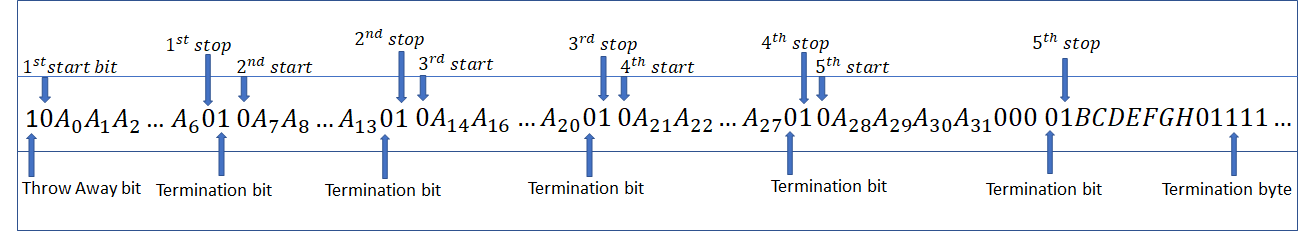 1st stop 2nd stop 3rd stop 4th stop 5th stop
1st start bit 2nd start 3rd start 4th start 5th start
10A₀A₁A₂ … A₆01 0A₇A₈ … A₁₃01 0A₁₄A₁₆ … A₂₀01 0A₂₁A₂₂ … A₂₇01 0A₂₈A₂₉A₃₀A₃₁000 01BCDEFGH01111 …
Throw Away bit Termination bit Termination bit Termination bit Termination bit Termination bit Termination byte